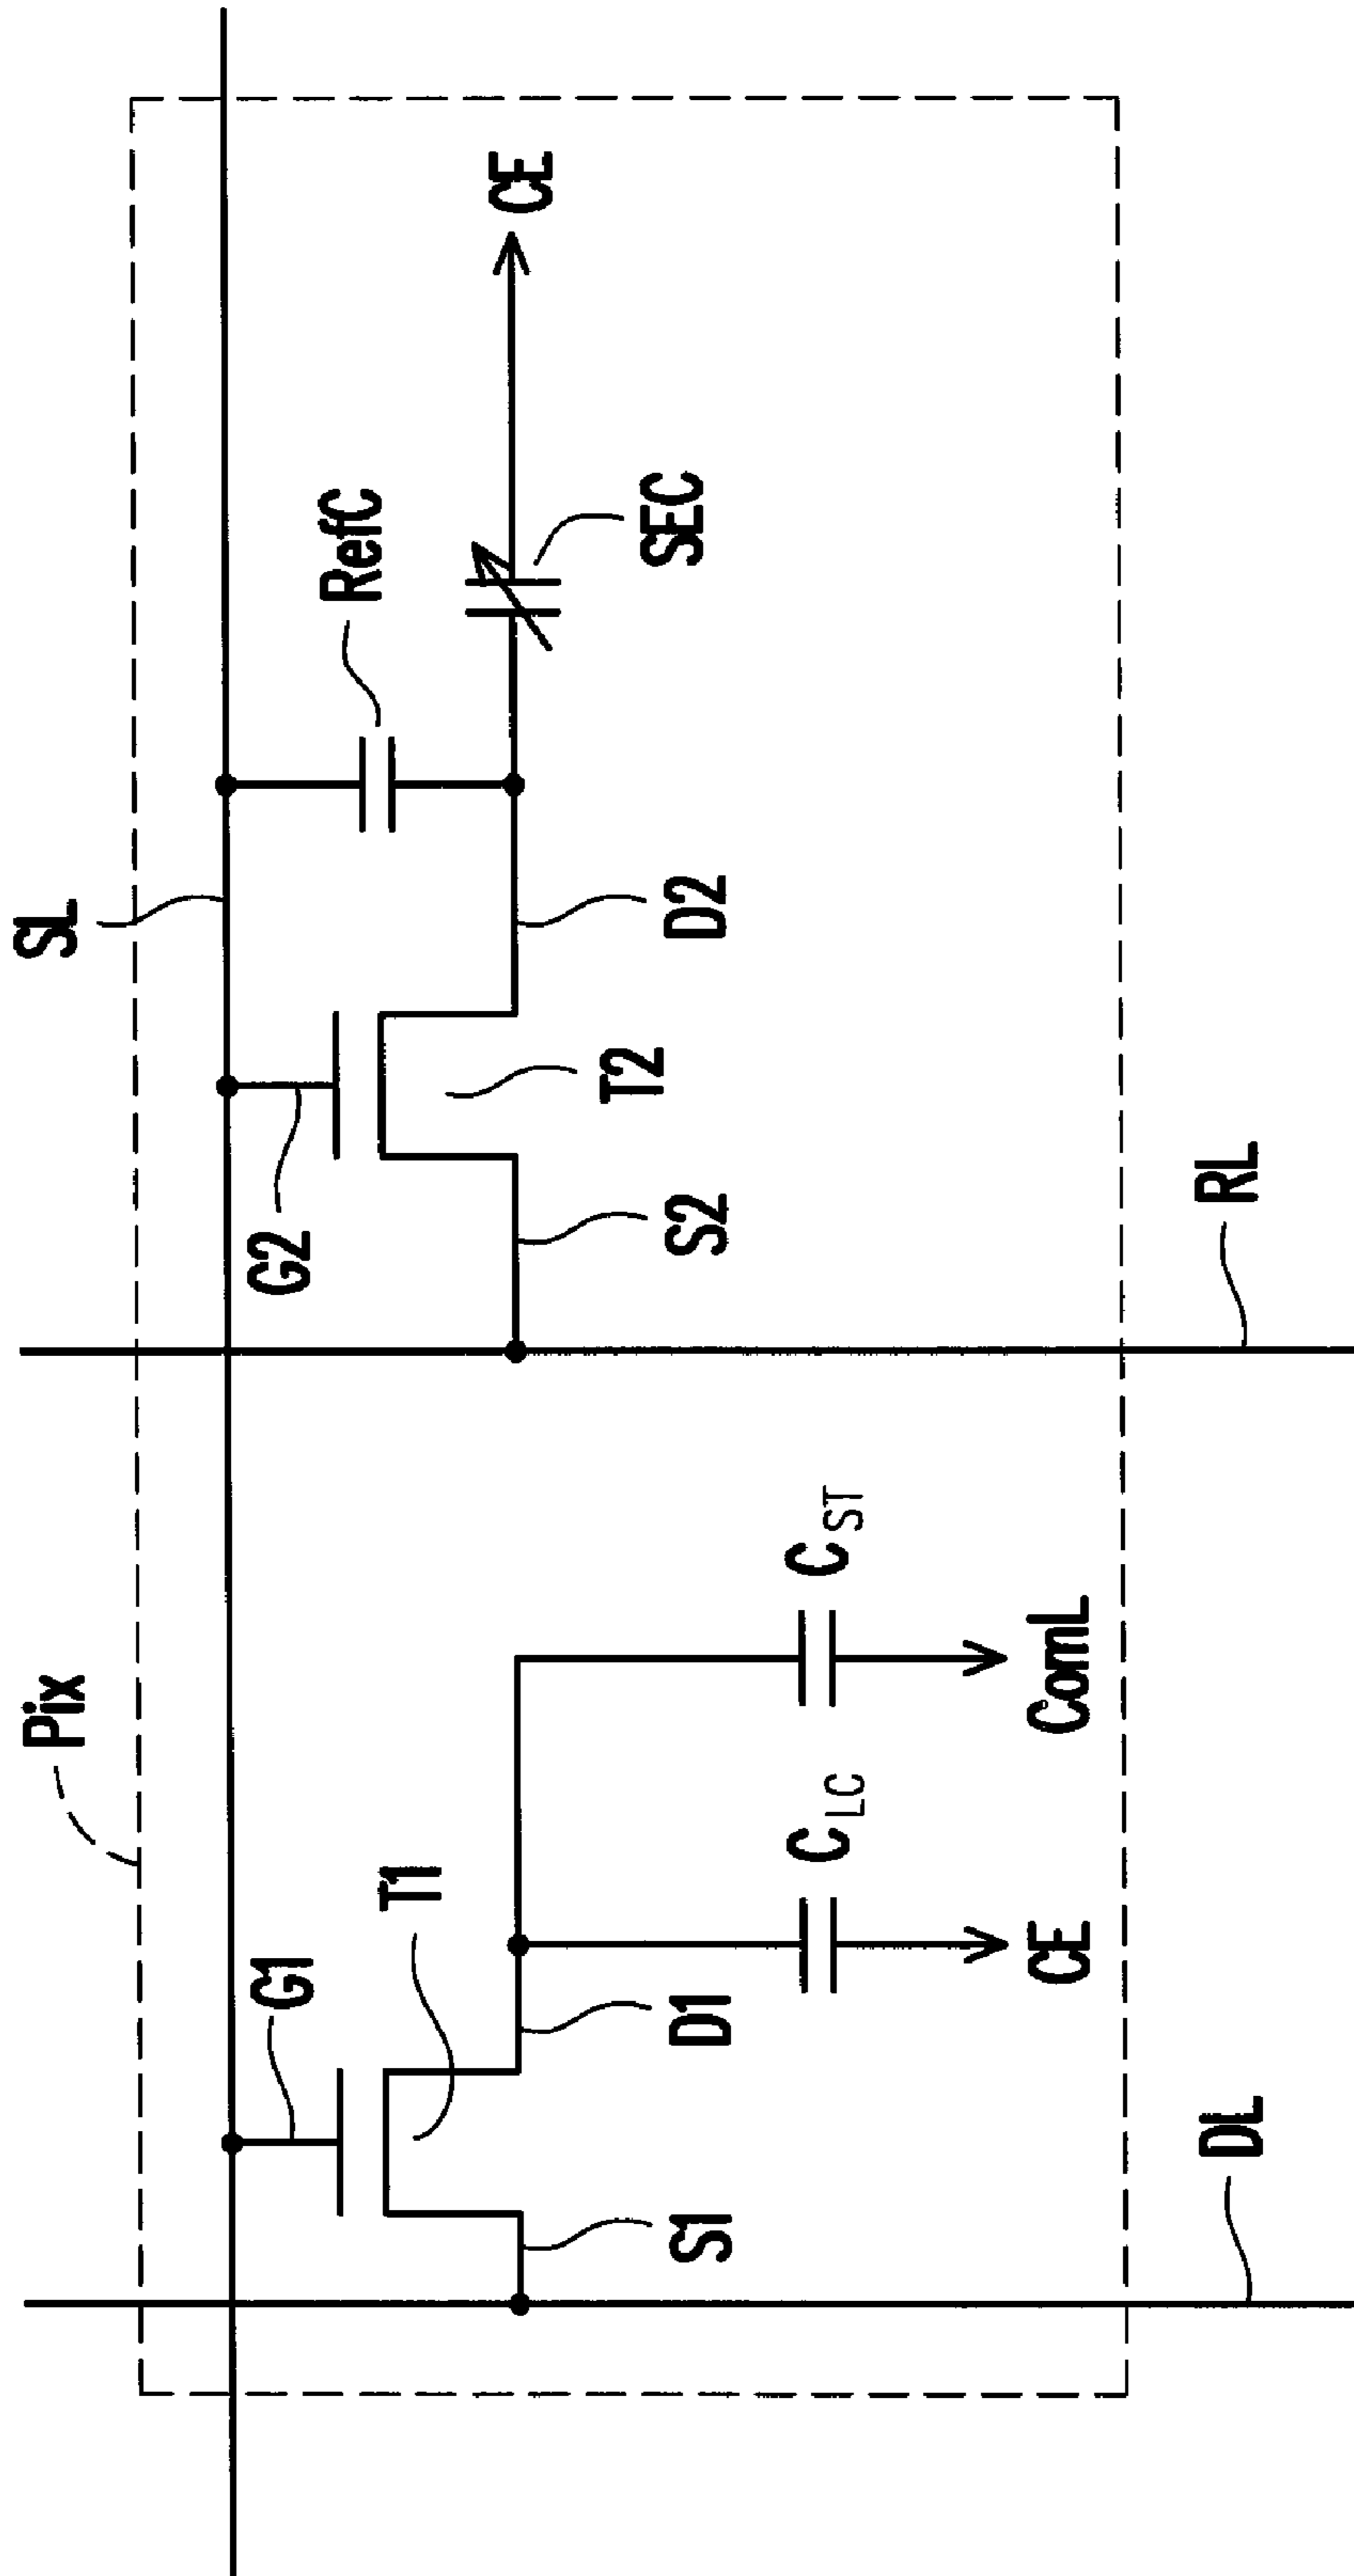 Pix
SL
G1
T1
S1
D1
C_LC
C_ST
CE
ComL
DL
G2
T2
S2
D2
RefC
SEC
CE
RL